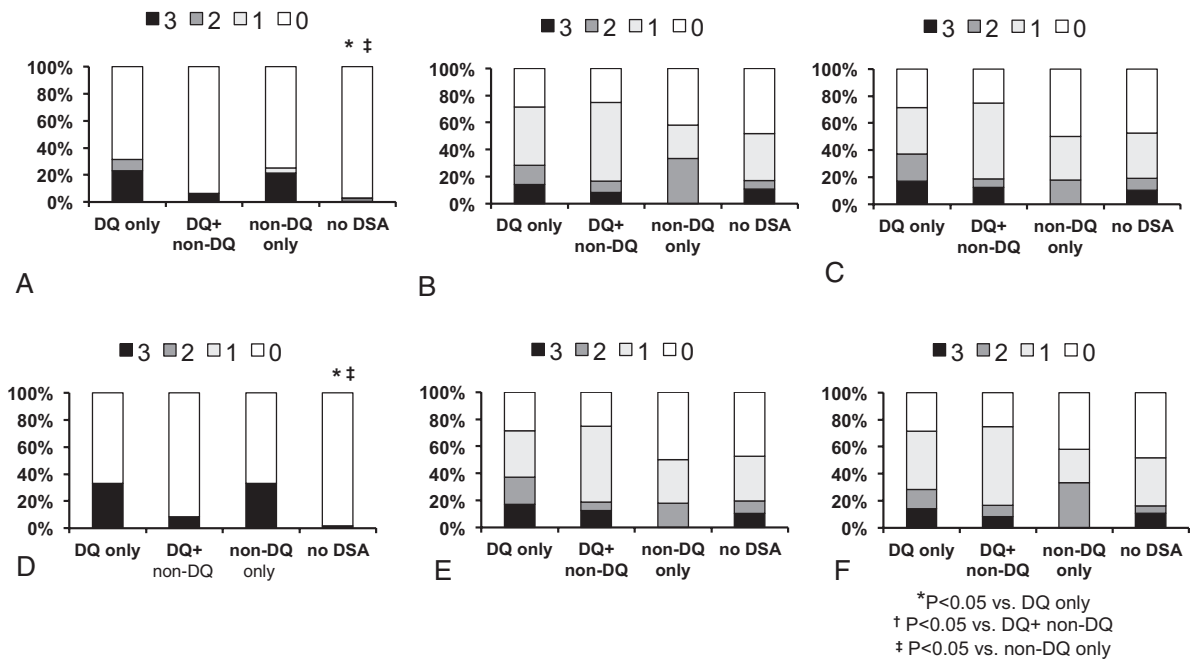 3 2 1 0
* ‡
100%
80%
60%
40%
20%
0%
DQ only
DQ+
non-DQ
non-DQ
only
no DSA
A
3 2 1 0
100%
80%
60%
40%
20%
0%
DQ only
DQ+
non-DQ
non-DQ
only
no DSA
B
3 2 1 0
100%
80%
60%
40%
20%
0%
DQ only
DQ+
non-DQ
non-DQ
only
no DSA
C
3 2 1 0
* ‡
100%
80%
60%
40%
20%
0%
DQ only
DQ+
non-DQ
non-DQ
only
no DSA
D
3 2 1 0
100%
80%
60%
40%
20%
0%
DQ only
DQ+
non-DQ
non-DQ
only
no DSA
E
3 2 1 0
100%
80%
60%
40%
20%
0%
DQ only
DQ+
non-DQ
non-DQ
only
no DSA
F
*P<0.05 vs. DQ only
† P<0.05 vs. DQ+ non-DQ
‡ P<0.05 vs. non-DQ only